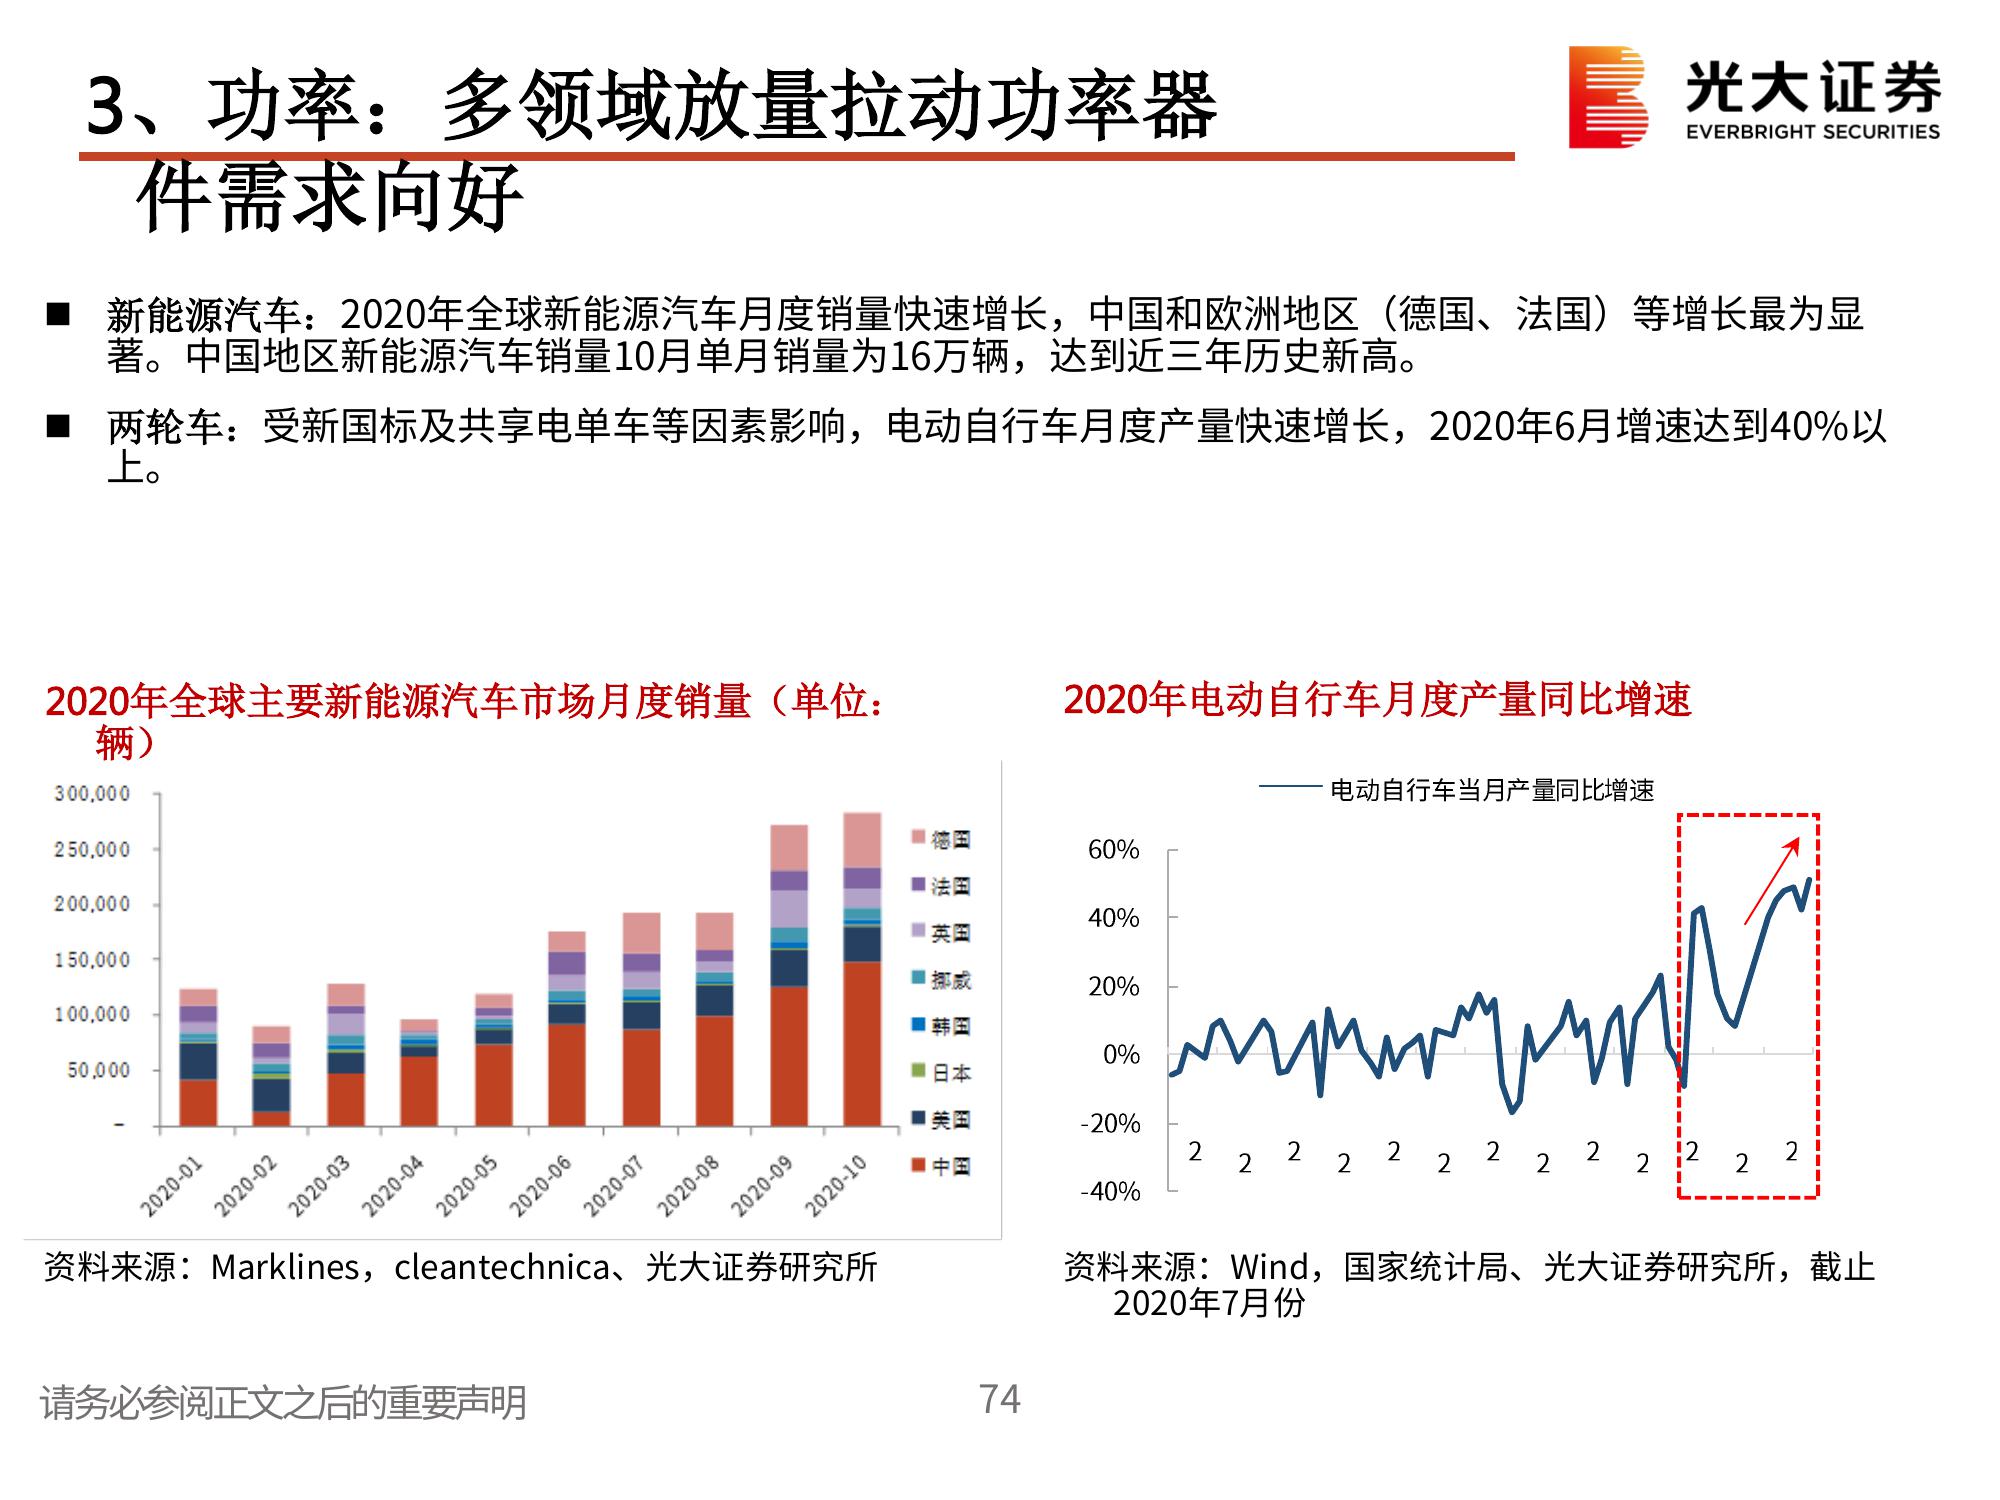 3、功率：多领域放量拉动功率器
件需求向好
光大证券
EVERBRIGHT SECURITIES
■ 新能源汽车：2020年全球新能源汽车月度销量快速增长，中国和欧洲地区（德国、法国）等增长最为显
著。中国地区新能源汽车销量10月单月销量为16万辆，达到近三年历史新高。
■ 两轮车：受新国标及共享电单车等因素影响，电动自行车月度产量快速增长，2020年6月增速达到40%以
上。
2020年全球主要新能源汽车市场月度销量（单位：
辆）
300,000
250,000
200,000
150,000
100,000
50,000
-
2020-01
2020-02
2020-03
2020-04
2020-05
2020-06
2020-07
2020-08
2020-09
2020-10
德国
法国
英国
挪威
韩国
日本
美国
中国
资料来源：Marklines，cleantechnica、光大证券研究所
2020年电动自行车月度产量同比增速
电动自行车当月产量同比增速
60%
40%
20%
0%
-20%
-40%
2 2 2 2 2 2 2 2 2 2 2 2 2
资料来源：Wind，国家统计局、光大证券研究所，截止
2020年7月份
请务必参阅正文之后的重要声明
74